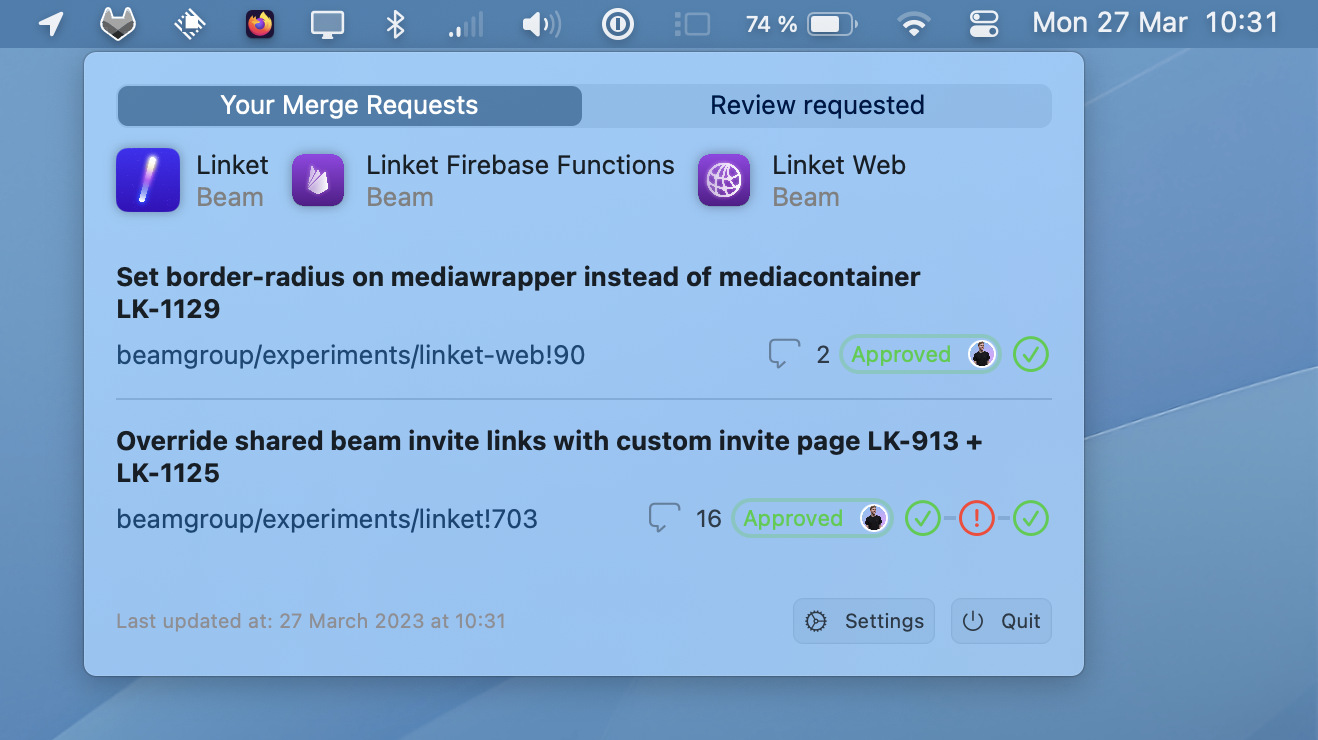 74 %
Mon 27 Mar 10:31
Your Merge Requests
Review requested
Linket
Beam
Linket Firebase Functions
Beam
Linket Web
Beam
Set border-radius on mediawrapper instead of mediacontainer
LK-1129
beamgroup/experiments/linket-web!90
2
Approved
Override shared beam invite links with custom invite page LK-913 +
LK-1125
beamgroup/experiments/linket!703
16
Approved
Last updated at: 27 March 2023 at 10:31
Settings
Quit